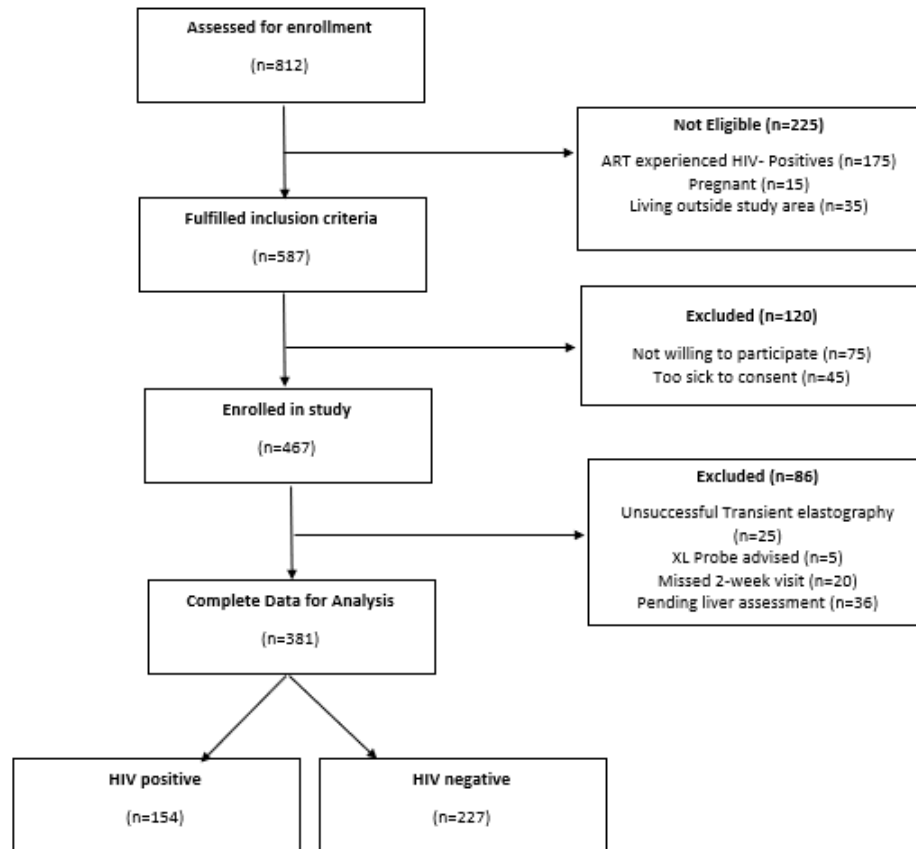 Assessed for enrollment
(n=812)
Not Eligible (n=225)
ART experienced HIV- Positives (n=175)
Pregnant (n=15)
Living outside study area (n=35)
Fulfilled inclusion criteria
(n=587)
Excluded (n=120)
Not willing to participate (n=75)
Too sick to consent (n=45)
Enrolled in study
(n=467)
Excluded (n=86)
Unsuccessful Transient elastography
(n=25)
XL Probe advised (n=5)
Missed 2-week visit (n=20)
Pending liver assessment (n=36)
Complete Data for Analysis
(n=381)
HIV positive
(n=154)
HIV negative
(n=227)